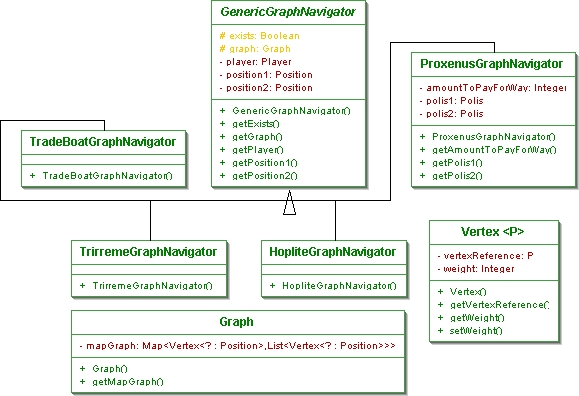 GenericGraphNavigator
# exists: Boolean
# graph: Graph
- player: Player
- position1: Position
- position2: Position
+ GenericGraphNavigator()
+ getExists()
+ getGraph()
+ getPlayer()
+ getPosition1()
+ getPosition2()
ProxenusGraphNavigator
- amountToPayForWay: Integer
- polis1: Polis
- polis2: Polis
+ ProxenusGraphNavigator()
+ getAmountToPayForWay()
+ getPolis1()
+ getPolis2()
TradeBoatGraphNavigator
+ TradeBoatGraphNavigator()
TrirremeGraphNavigator
+ TrirremeGraphNavigator()
HopliteGraphNavigator
+ HopliteGraphNavigator()
Vertex <P>
- vertexReference: P
- weight: Integer
+ Vertex()
+ getVertexReference()
+ getWeight()
+ setWeight()
Graph
- mapGraph: Map<Vertex<? : Position>,List<Vertex<? : Position>>>
+ Graph()
+ getMapGraph()